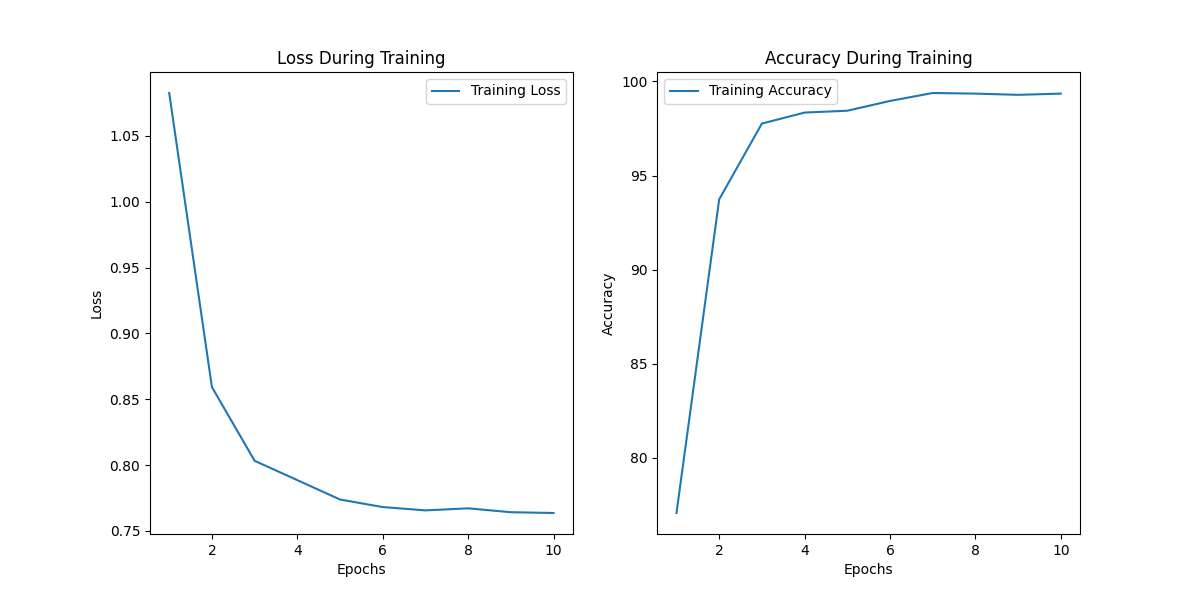 Loss During Training
Training Loss
1.05
1.00
0.95
0.90
0.85
0.80
0.75
Loss
2 4 6 8 10
Epochs
Accuracy During Training
Training Accuracy
100
95
90
85
80
Accuracy
2 4 6 8 10
Epochs